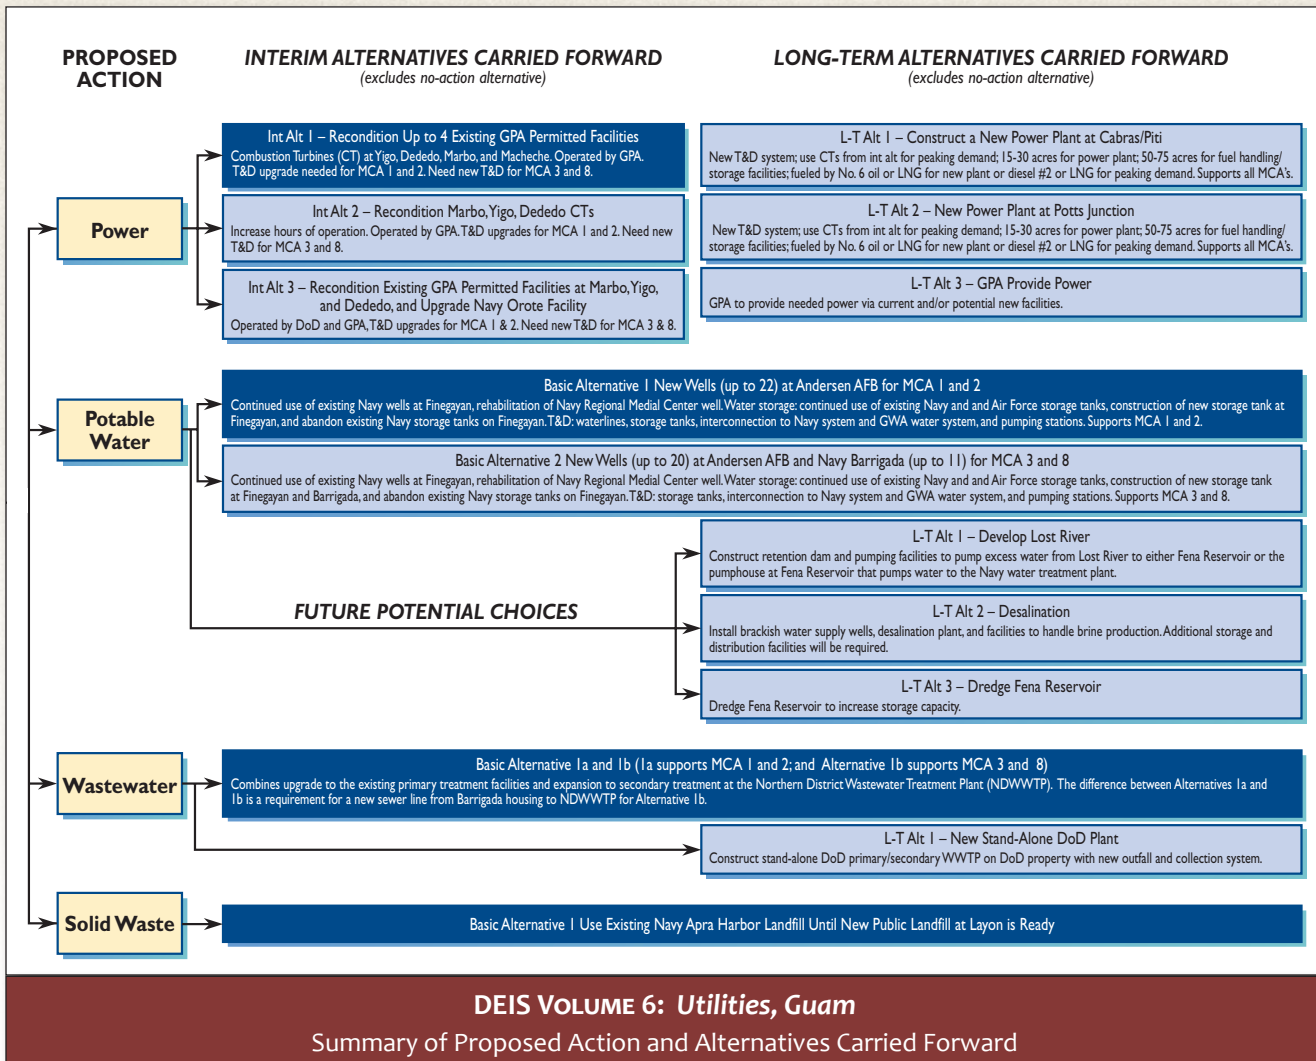 PROPOSED
ACTION
INTERIM ALTERNATIVES CARRIED FORWARD
(excludes no-action alternative)
LONG-TERM ALTERNATIVES CARRIED FORWARD
(excludes no-action alternative)
Power
Int Alt 1 – Recondition Up to 4 Existing GPA Permitted Facilities
Combustion Turbines (CT) at Yigo, Dededo, Marbo, and Macheche. Operated by GPA.
T&D upgrade needed for MCA 1 and 2. Need new T&D for MCA 3 and 8.
Int Alt 2 – Recondition Marbo, Yigo, Dededo CTs
Increase hours of operation. Operated by GPA. T&D upgrades for MCA 1 and 2. Need new
T&D for MCA 3 and 8.
Int Alt 3 – Recondition Existing GPA Permitted Facilities at Marbo, Yigo,
and Dededo, and Upgrade Navy Orote Facility
Operated by DoD and GPA, T&D upgrades for MCA 1 & 2. Need new T&D for MCA 3 & 8.
L-T Alt 1 – Construct a New Power Plant at Cabras/Piti
New T&D system; use CTs from int alt for peaking demand; 15-30 acres for power plant; 50-75 acres for fuel handling/
storage facilities; fueled by No. 6 oil or LNG for new plant or diesel #2 or LNG for peaking demand. Supports all MCA's.
L-T Alt 2 – New Power Plant at Potts Junction
New T&D system; use CTs from int alt for peaking demand; 15-30 acres for power plant; 50-75 acres for fuel handling/
storage facilities; fueled by No. 6 oil or LNG for new plant or diesel #2 or LNG for peaking demand. Supports all MCA's.
L-T Alt 3 – GPA Provide Power
GPA to provide needed power via current and/or potential new facilities.
Potable
Water
Basic Alternative 1 New Wells (up to 22) at Andersen AFB for MCA 1 and 2
Continued use of existing Navy wells at Finegayan, rehabilitation of Navy Regional Medial Center well. Water storage: continued use of existing Navy and and Air Force storage tanks, construction of new storage tank at
Finegayan, and abandon existing Navy storage tanks on Finegayan. T&D: waterlines, storage tanks, interconnection to Navy system and GWA water system, and pumping stations. Supports MCA 1 and 2.
Basic Alternative 2 New Wells (up to 20) at Andersen AFB and Navy Barrigada (up to 11) for MCA 3 and 8
Continued use of existing Navy wells at Finegayan, rehabilitation of Navy Regional Medial Center well. Water storage: continued use of existing Navy and and Air Force storage tanks, construction of new storage tank
at Finegayan and Barrigada, and abandon existing Navy storage tanks on Finegayan. T&D: storage tanks, interconnection to Navy system and GWA water system, and pumping stations. Supports MCA 3 and 8.
FUTURE POTENTIAL CHOICES
L-T Alt 1 – Develop Lost River
Construct retention dam and pumping facilities to pump excess water from Lost River to either Fena Reservoir or the
pumphouse at Fena Reservoir that pumps water to the Navy water treatment plant.
L-T Alt 2 – Desalination
Install brackish water supply wells, desalination plant, and facilities to handle brine production. Additional storage and
distribution facilities will be required.
L-T Alt 3 – Dredge Fena Reservoir
Dredge Fena Reservoir to increase storage capacity.
Wastewater
Basic Alternative 1a and 1b (1a supports MCA 1 and 2; and Alternative 1b supports MCA 3 and 8)
Combines upgrade to the existing primary treatment facilities and expansion to secondary treatment at the Northern District Wastewater Treatment Plant (NDWWTP). The difference between Alternatives 1a and
1b is a requirement for a new sewer line from Barrigada housing to NDWWTP for Alternative 1b.
L-T Alt 1 – New Stand-Alone DoD Plant
Construct stand-alone DoD primary/secondary WWTP on DoD property with new outfall and collection system.
Solid Waste
Basic Alternative 1 Use Existing Navy Apra Harbor Landfill Until New Public Landfill at Layon is Ready
DEIS VOLUME 6: Utilities, Guam
Summary of Proposed Action and Alternatives Carried Forward